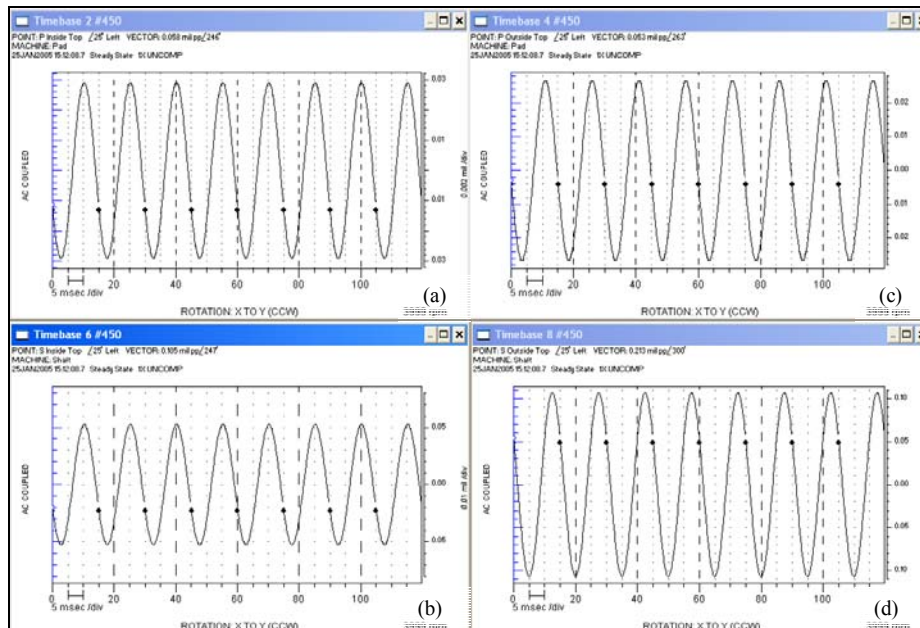 Timebase 2 #450
POINT: P Inside Top ∠25° Left VECTOR: 0.058 mil pp∠246°
MACHINE: Pad
25JAN2005 15:12:08.7 Steady State 1X UNCOMP
0.03
0.01
0.01
0.03
AC COUPLED
0.002 mil /div
20
40
60
80
100
5 msec /div
ROTATION: X TO Y (CCW)
(a)
Timebase 4 #450
POINT: P Outside Top ∠25° Left VECTOR: 0.053 mil pp∠263°
MACHINE: Pad
25JAN2005 15:12:08.7 Steady State 1X UNCOMP
0.02
0.00
0.01
0.02
AC COUPLED
20
40
60
80
100
5 msec /div
ROTATION: X TO Y (CCW)
(c)
Timebase 6 #450
POINT: S Inside Top ∠25° Left VECTOR: 0.105 mil pp∠247°
MACHINE: Shaft
25JAN2005 15:12:08.7 Steady State 1X UNCOMP
0.05
0.00
0.05
AC COUPLED
0.01 mil /div
0
20
40
60
80
100
5 msec /div
ROTATION: X TO Y (CCW)
(b)
Timebase 8 #450
POINT: S Outside Top ∠25° Left VECTOR: 0.213 mil pp∠300°
MACHINE: Shaft
25JAN2005 15:12:08.7 Steady State 1X UNCOMP
0.10
0.05
0.00
0.05
0.10
AC COUPLED
0
20
40
60
80
100
5 msec /div
ROTATION: X TO Y (CCW)
(d)